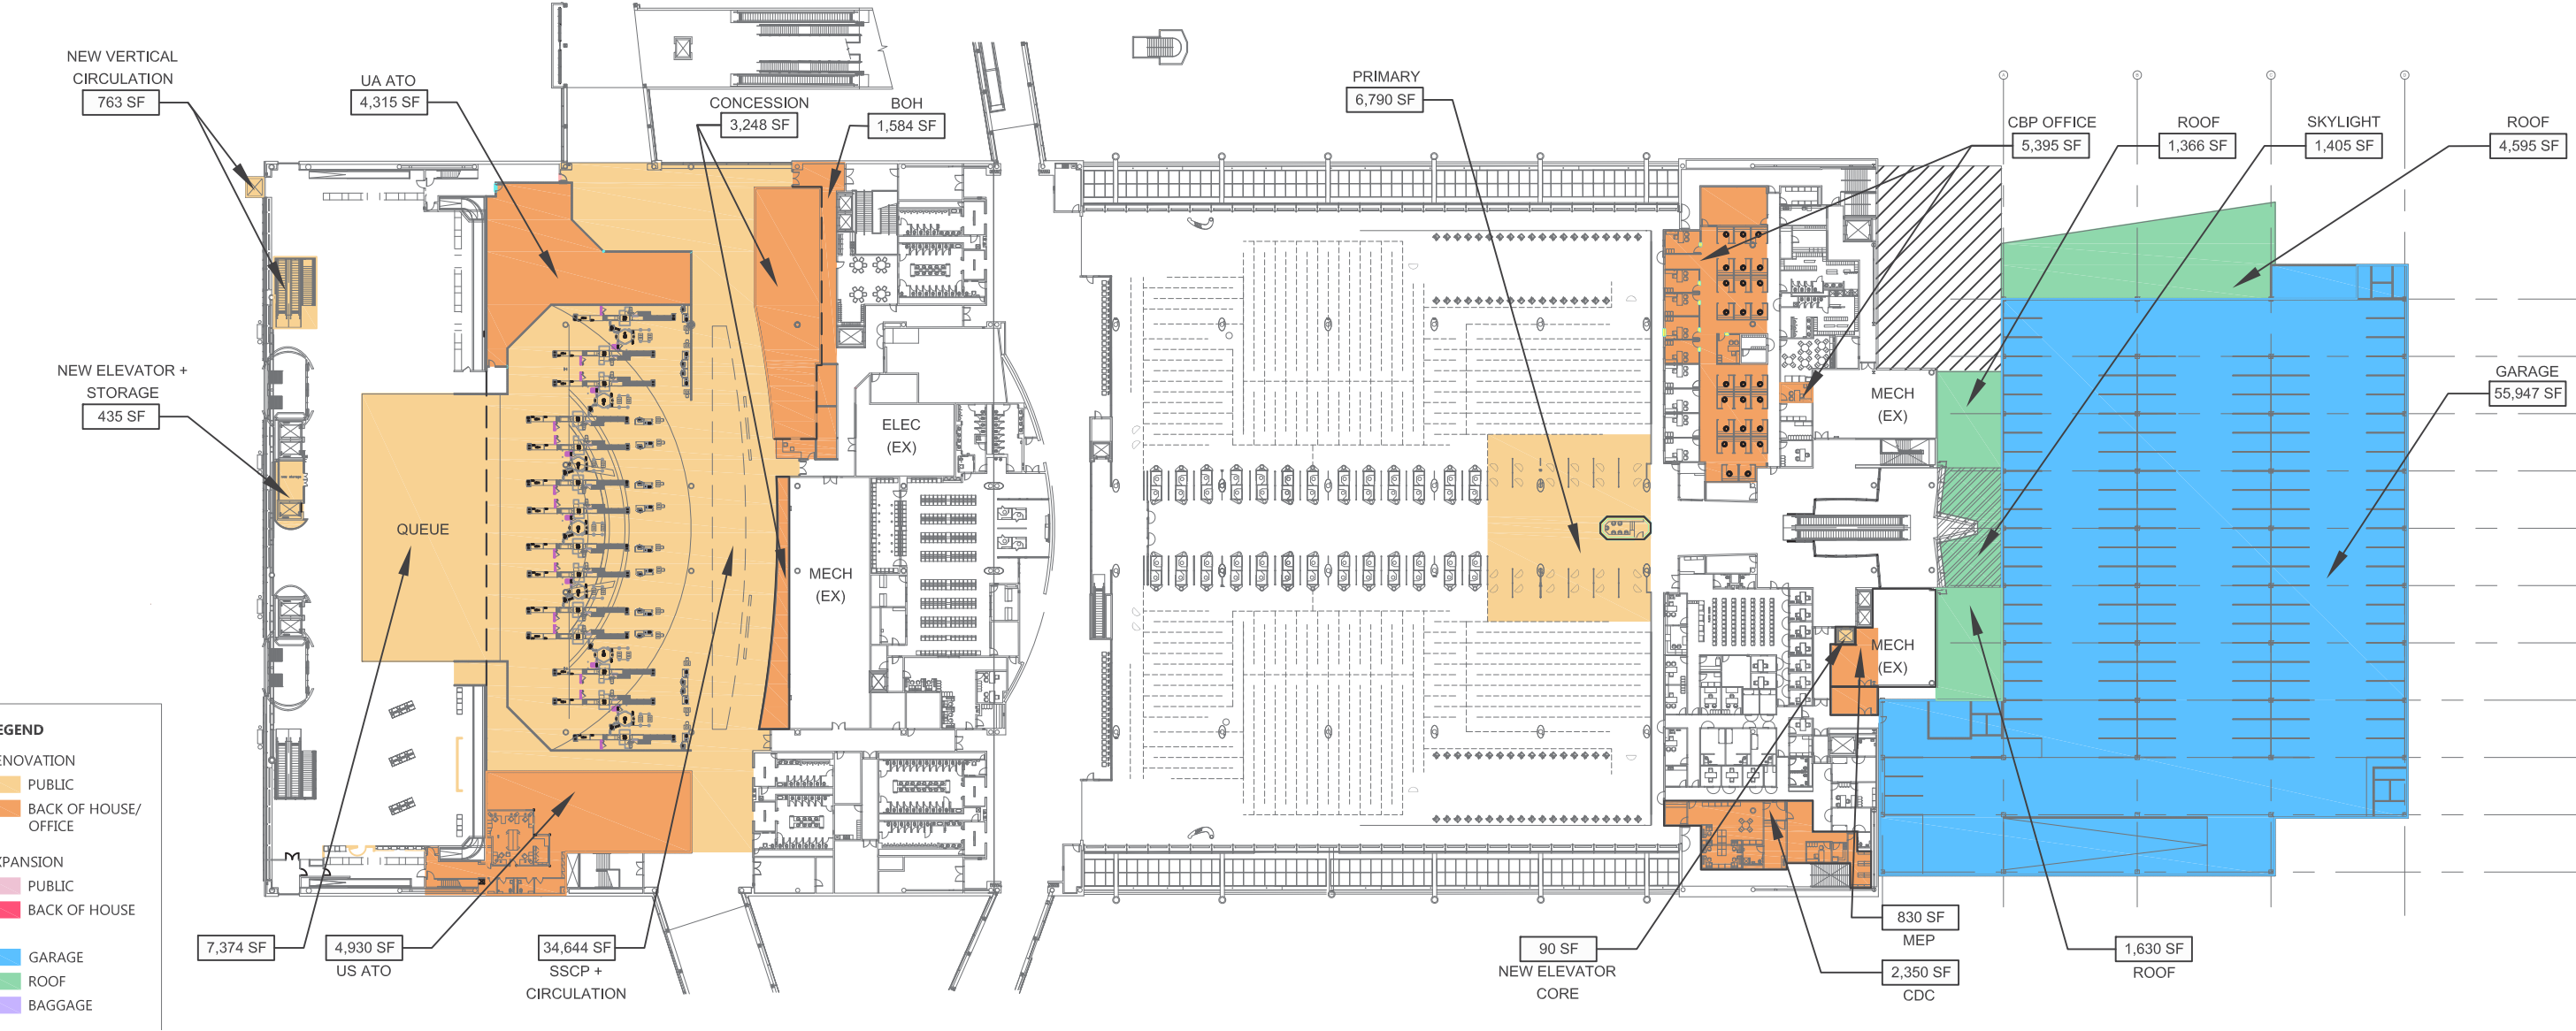 NEW VERTICAL
CIRCULATION
763 SF
UA ATO
4,315 SF
CONCESSION
3,248 SF
BOH
1,584 SF
PRIMARY
6,790 SF
CBP OFFICE
5,395 SF
ROOF
1,366 SF
SKYLIGHT
1,405 SF
ROOF
4,595 SF
NEW ELEVATOR +
STORAGE
435 SF
GARAGE
55,947 SF
MECH
(EX)
ELEC
(EX)
QUEUE
MECH
(EX)
MECH
(EX)
EGEND
ENOVATION
PUBLIC
BACK OF HOUSE/
OFFICE
XPANSION
PUBLIC
BACK OF HOUSE
GARAGE
ROOF
BAGGAGE
7,374 SF
4,930 SF
US ATO
34,644 SF
SSCP +
CIRCULATION
90 SF
NEW ELEVATOR
CORE
830 SF
MEP
2,350 SF
CDC
1,630 SF
ROOF